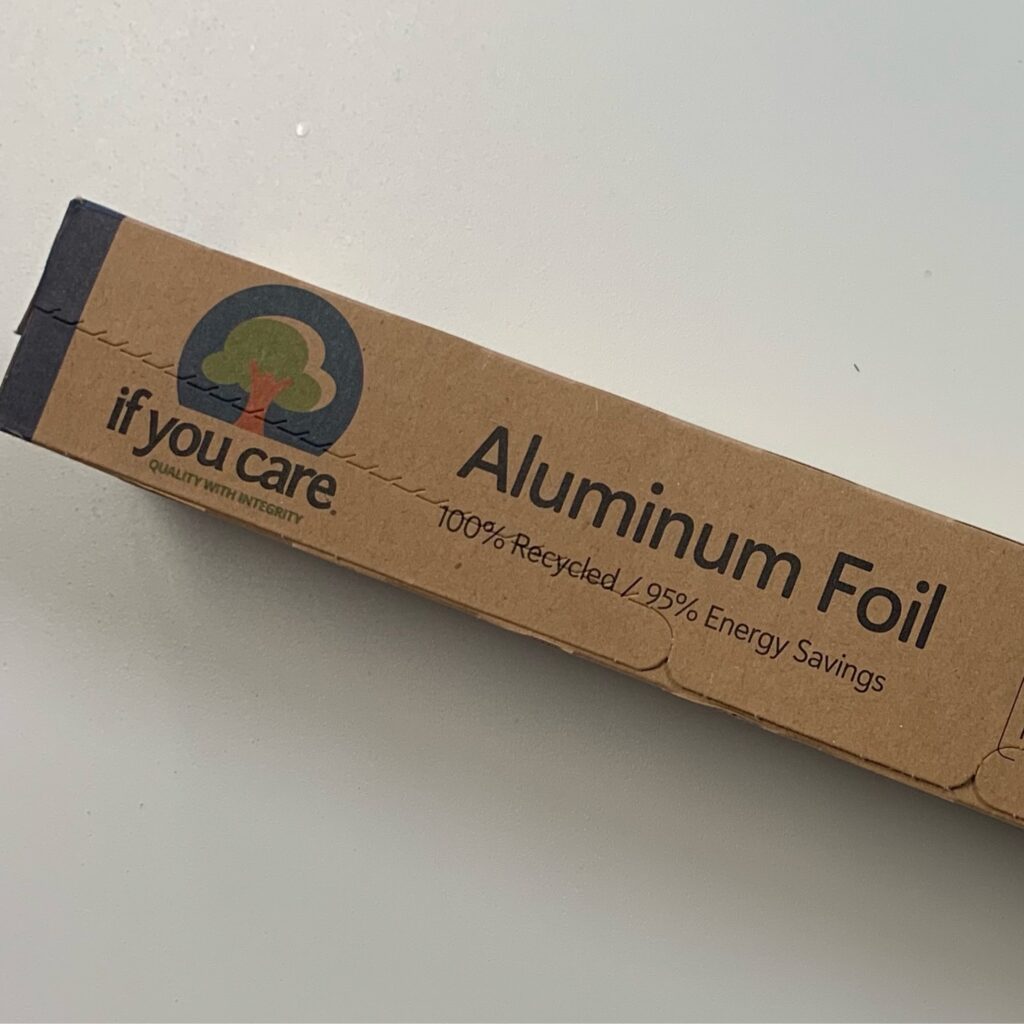 if you care
QUALITY WITH INTEGRITY
Aluminum Foil
100% Recycled / 95% Energy Savings